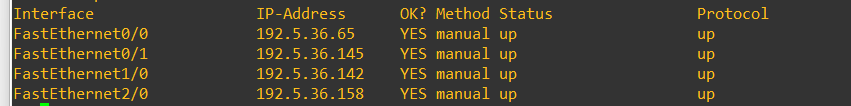 Interface IP-Address OK? Method Status Protocol
FastEthernet0/0 192.5.36.65 YES manual up up
FastEthernet0/1 192.5.36.145 YES manual up up
FastEthernet1/0 192.5.36.142 YES manual up up
FastEthernet2/0 192.5.36.158 YES manual up up